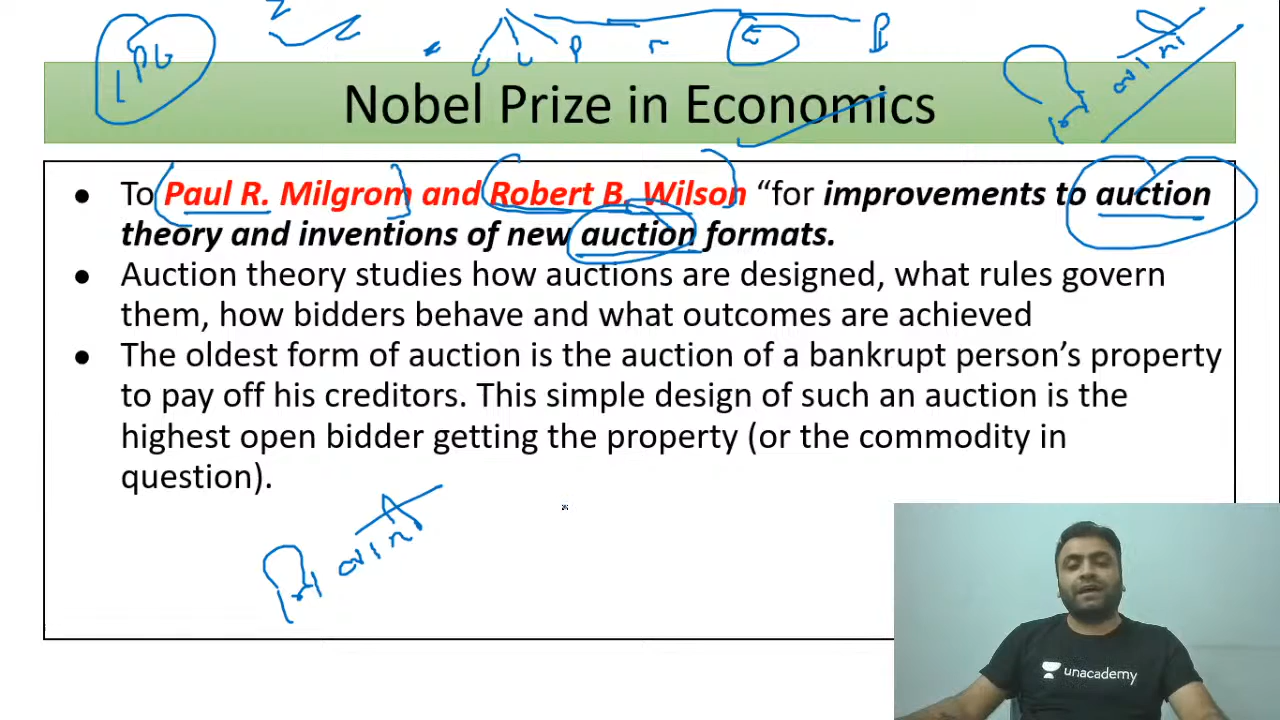 Nobel Prize in Economics
● To Paul R. Milgrom and Robert B. Wilson “for improvements to auction
theory and inventions of new auction formats.
● Auction theory studies how auctions are designed, what rules govern
them, how bidders behave and what outcomes are achieved
● The oldest form of auction is the auction of a bankrupt person’s property
to pay off his creditors. This simple design of such an auction is the
highest open bidder getting the property (or the commodity in
question).
unacademy